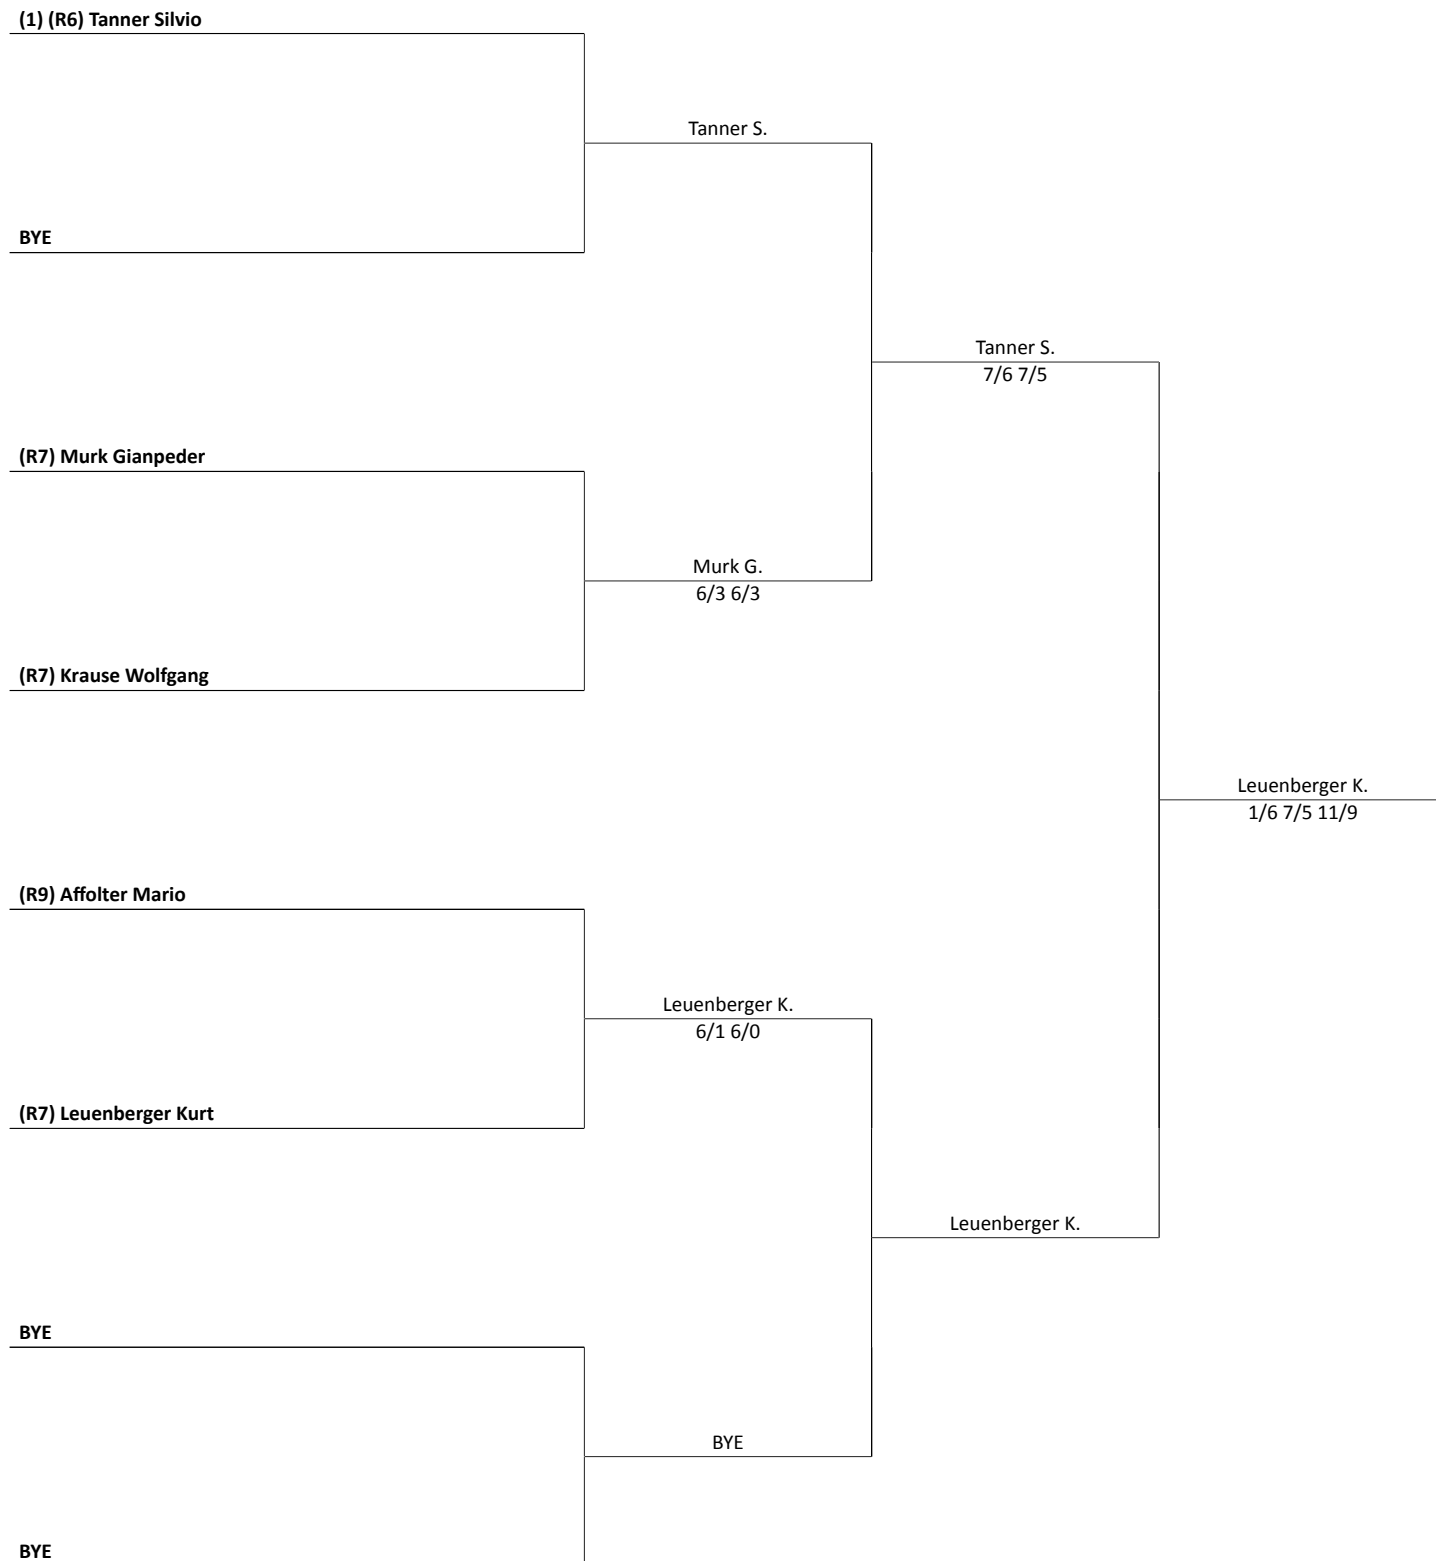 (1) (R6) Tanner Silvio
Tanner S.
BYE
Tanner S.
7/6 7/5
(R7) Murk Gianpeder
Murk G.
6/3 6/3
(R7) Krause Wolfgang
Leuenberger K.
1/6 7/5 11/9
(R9) Affolter Mario
Leuenberger K.
6/1 6/0
(R7) Leuenberger Kurt
Leuenberger K.
BYE
BYE
BYE